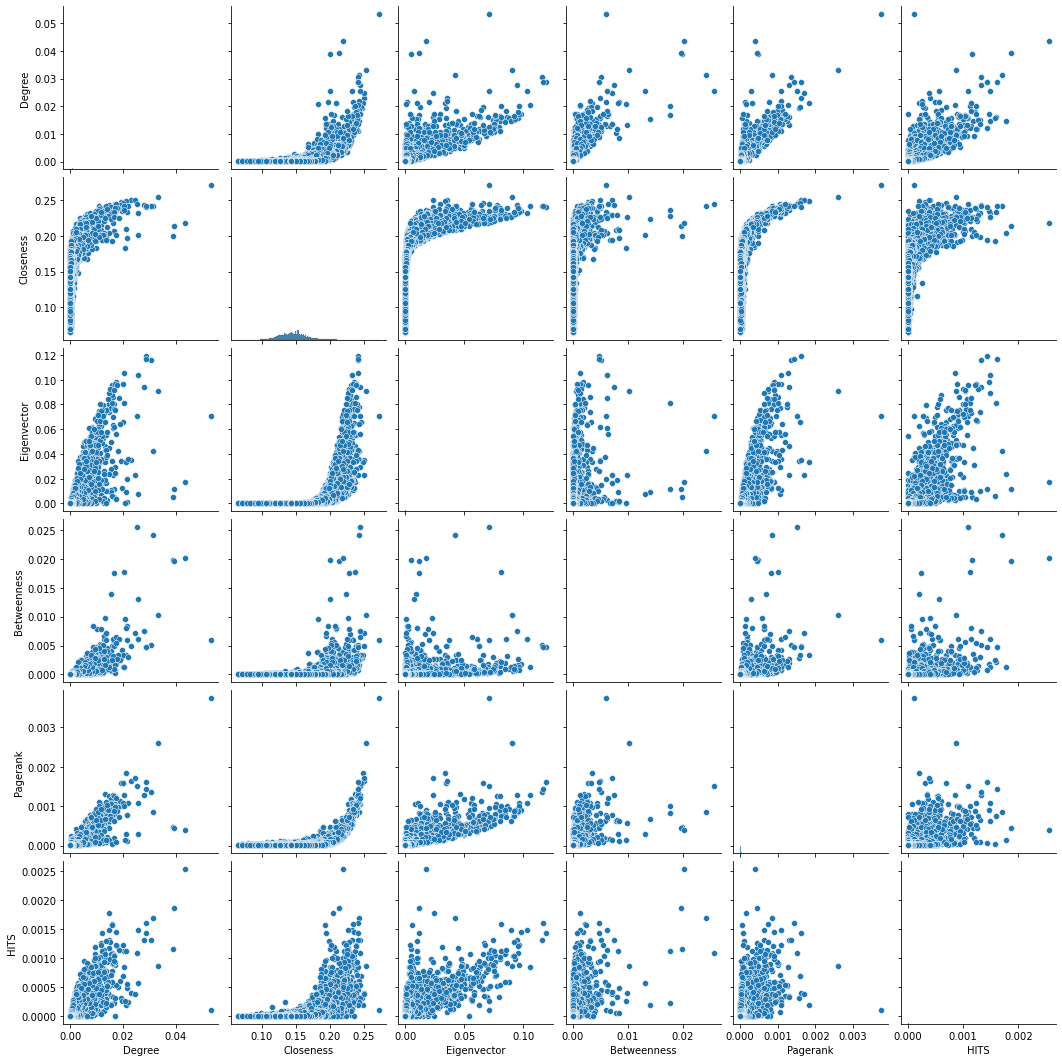 0.05
0.04
0.03
0.02
0.01
0.00
Degree
0.25
0.20
0.15
0.10
Closeness
0.12
0.10
0.08
0.06
0.04
0.02
0.00
Eigenvector
0.025
0.020
0.015
0.010
0.005
0.000
Betweenness
0.003
0.002
0.001
0.000
Pagerank
0.0025
0.0020
0.0015
0.0010
0.0005
0.0000
HITS
0.00 0.02 0.04
Degree
0.10 0.15 0.20 0.25
Closeness
0.00 0.05 0.10
Eigenvector
0.00 0.01 0.02
Betweenness
0.000 0.001 0.002 0.003
Pagerank
0.000 0.001 0.002
HITS